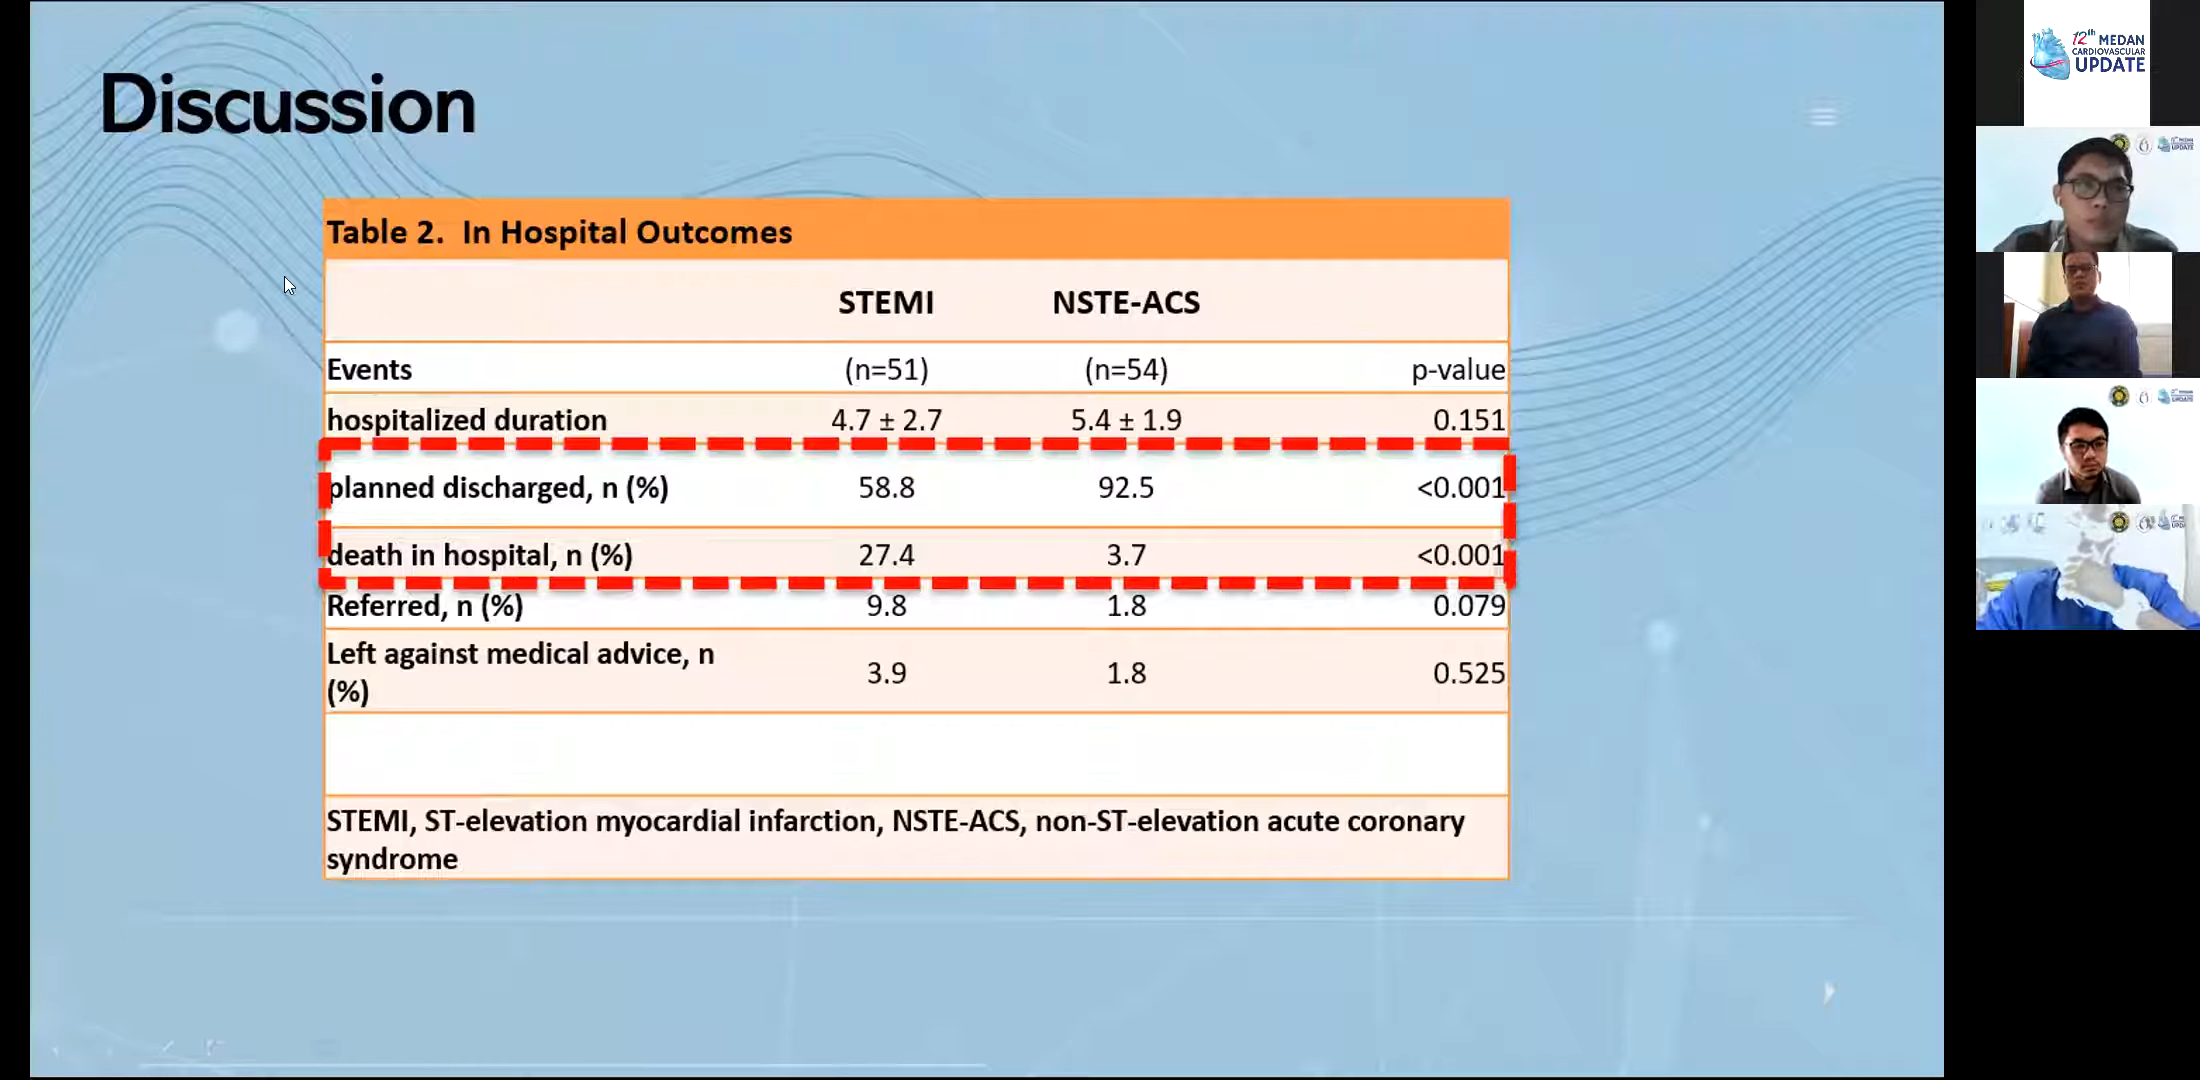 Discussion
Table 2. In Hospital Outcomes
STEMI NSTE-ACS
Events (n=51) (n=54) p-value
hospitalized duration 4.7 ± 2.7 5.4 ± 1.9 0.151
planned discharged, n (%) 58.8 92.5 <0.001
death in hospital, n (%) 27.4 3.7 <0.001
Referred, n (%) 9.8 1.8 0.079
Left against medical advice, n
(%) 3.9 1.8 0.525
STEMI, ST-elevation myocardial infarction, NSTE-ACS, non-ST-elevation acute coronary
syndrome
12th MEDAN
CARDIOVASCULAR
UPDATE